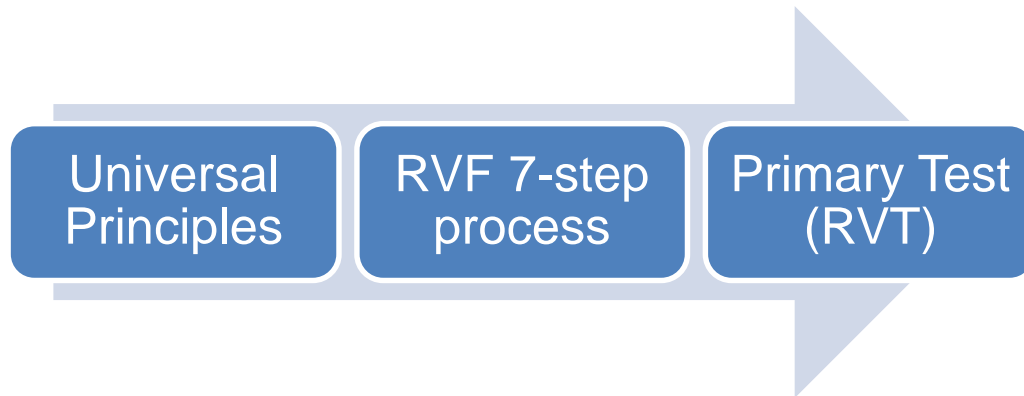 Universal
Principles
RVF 7-step
process
Primary Test
(RVT)